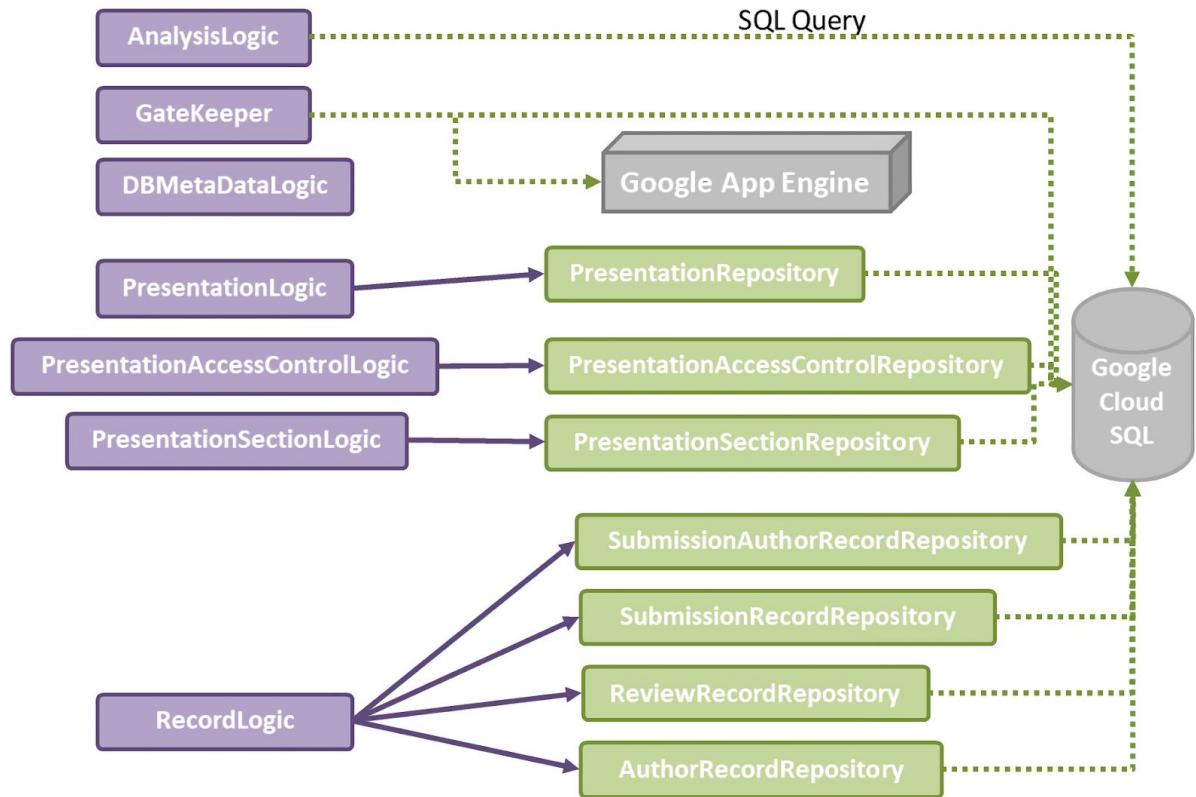 SQL Query
AnalysisLogic
GateKeeper
DBMetaDataLogic
Google App Engine
PresentationLogic
PresentationRepository
PresentationAccessControlLogic
PresentationAccessControlRepository
PresentationSectionLogic
PresentationSectionRepository
Google
Cloud
SQL
SubmissionAuthorRecordRepository
SubmissionRecordRepository
ReviewRecordRepository
RecordLogic
AuthorRecordRepository